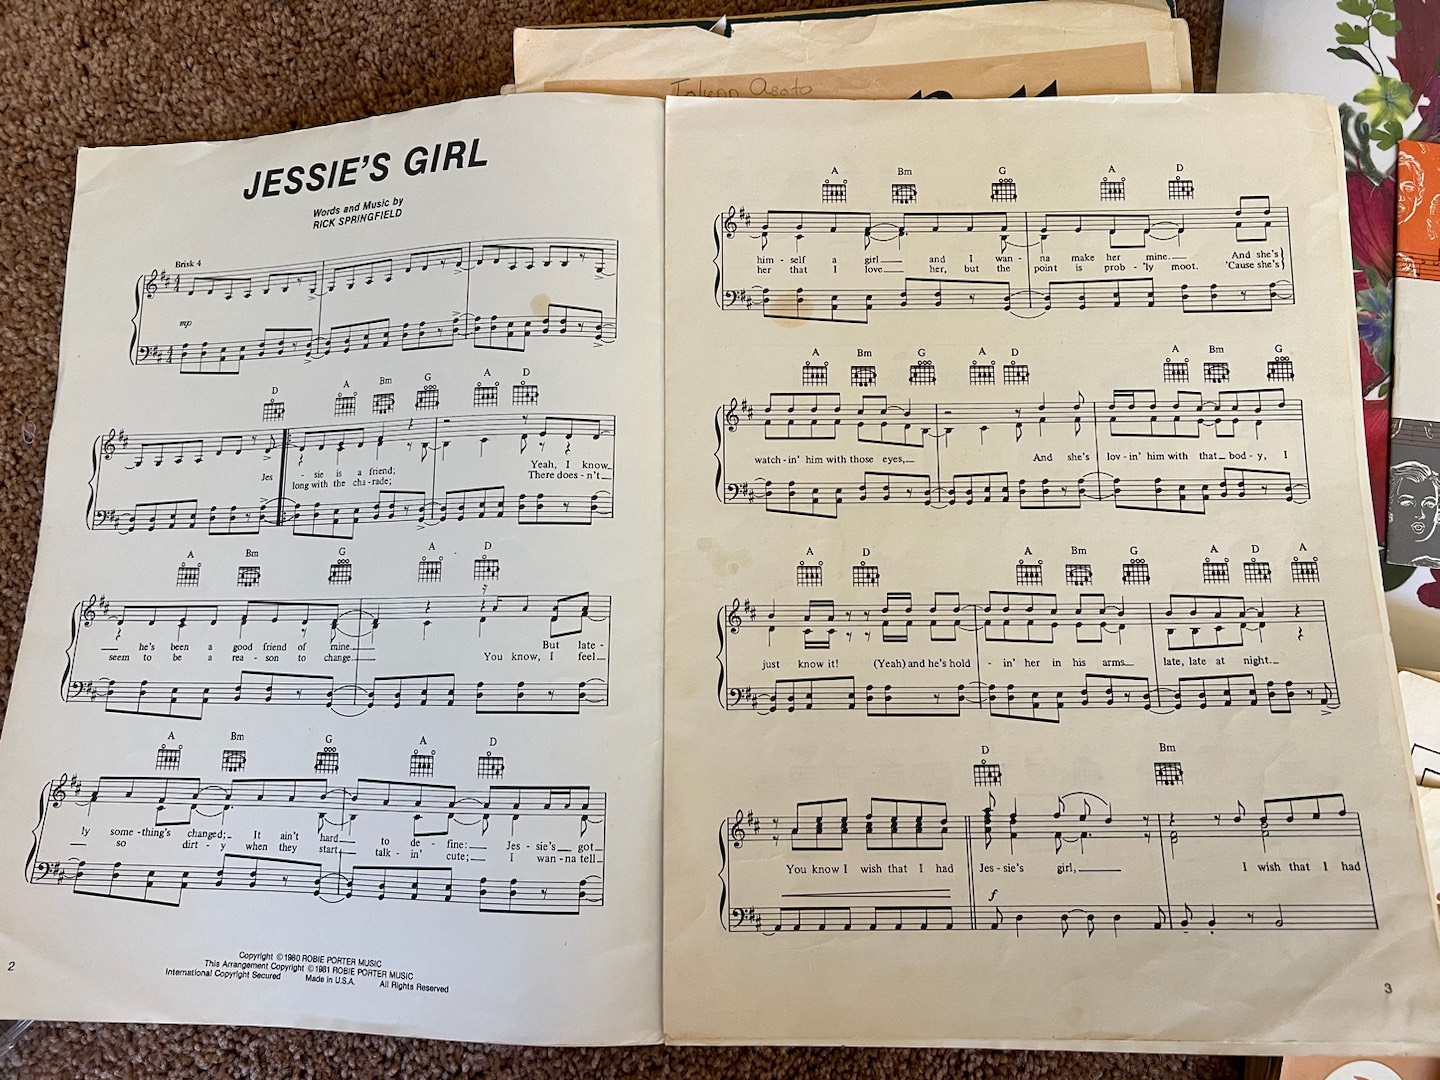 Asato
JESSIE'S GIRL
Words and Music by
RICK SPRINGFIELD
Brisk 4
mp
D A Bm G A D
Jes - sie is a friend; Yeah, I know
long with the cha - rade; There does - n't
A Bm G A D
he's been a good friend of mine. But late -
seem to be a rea - son to change. You know, I feel
A Bm G A D
ly some - thing's changed; It ain't hard to de - fine: Jes - sie's got
so dirt - y when they start talk - in' cute; I wan - na tell
Copyright ©1980 ROBIE PORTER MUSIC
This Arrangement Copyright ©1981 ROBIE PORTER MUSIC
International Copyright Secured Made in U.S.A. All Rights Reserved
2
A Bm G A D
him - self a girl and I wan - na make her mine. And she's
her that I love her, but the point is prob - 'ly moot. 'Cause she's
A Bm G A D A Bm G
watch - in' him with those eyes, And she's lov - in' him with that bod - y, I
A D A Bm G A D A
just know it! (Yeah) and he's hold - in' her in his arms late, late at night.
D Bm
You know I wish that I had Jes - sie's girl, I wish that I had
f
3